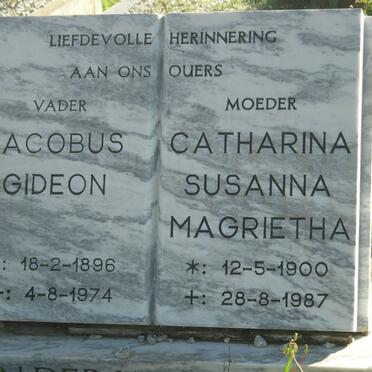 LIEFDEVOLLE HERINNERING
AAN ONS OUERS
VADER
ACOBUS
GIDEON
: 18-2-1896
: 4-8-1974
MOEDER
CATHARINA
SUSANNA
MAGRIETHA
*: 12-5-1900
+: 28-8-1987